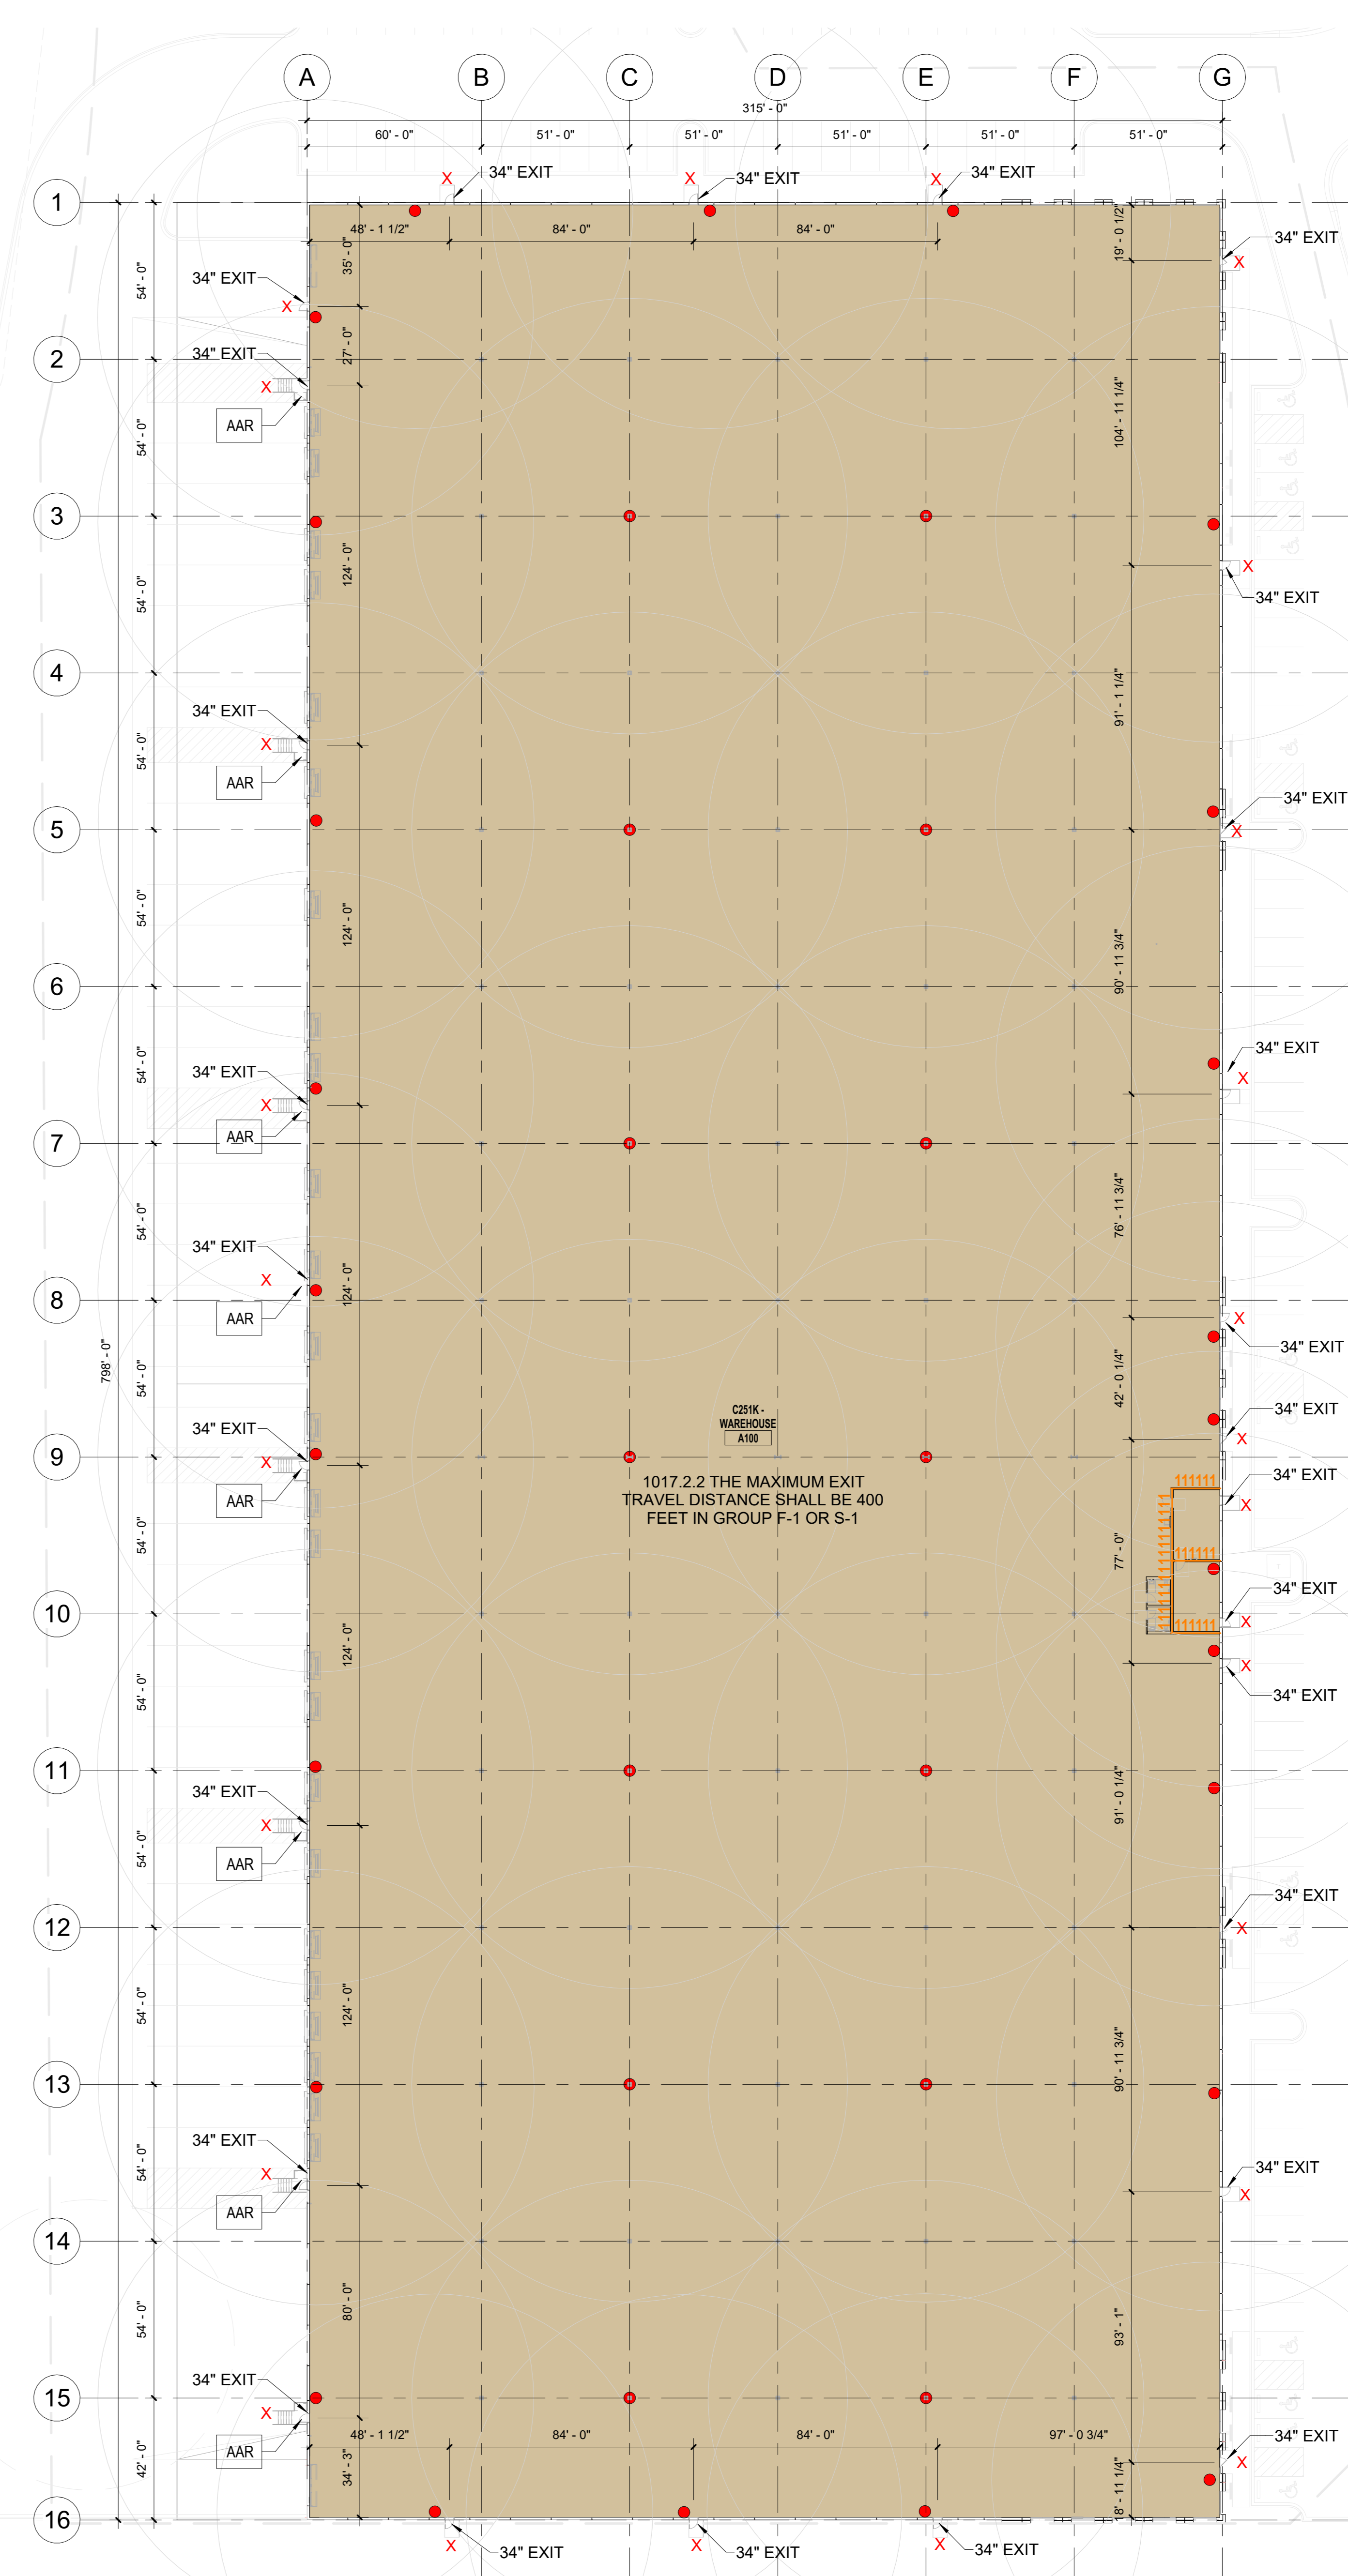 A
B
C
D
E
F
G
315' - 0"
60' - 0"
51' - 0"
51' - 0"
51' - 0"
51' - 0"
51' - 0"
X
34" EXIT
X
34" EXIT
X
34" EXIT
1
48' - 1 1/2"
84' - 0"
84' - 0"
35' - 0"
19' - 0 1/2"
34" EXIT
X
54' - 0"
34" EXIT
X
27' - 0"
2
34" EXIT
X
AAR
104' - 11 1/4"
54' - 0"
3
124' - 0"
X
34" EXIT
54' - 0"
4
91' - 1 1/4"
34" EXIT
X
AAR
54' - 0"
34" EXIT
X
5
54' - 0"
124' - 0"
90' - 11 3/4"
6
34" EXIT
X
54' - 0"
34" EXIT
X
AAR
7
76' - 11 3/4"
54' - 0"
34" EXIT
X
124' - 0"
8
AAR
X
34" EXIT
798' - 0"
54' - 0"
42' - 0 1/4"
C251K -
WAREHOUSE
A100
34" EXIT
X
34" EXIT
X
9
AAR
1017.2.2 THE MAXIMUM EXIT
TRAVEL DISTANCE SHALL BE 400
FEET IN GROUP F-1 OR S-1
111111
34" EXIT
X
54' - 0"
77' - 0"
111111
34" EXIT
X
10
111111
124' - 0"
X
34" EXIT
54' - 0"
11
91' - 0 1/4"
34" EXIT
X
AAR
54' - 0"
34" EXIT
X
12
124' - 0"
54' - 0"
90' - 11 3/4"
13
34" EXIT
X
AAR
54' - 0"
34" EXIT
X
14
80' - 0"
54' - 0"
93' - 1"
15
34" EXIT
X
AAR
48' - 1 1/2"
84' - 0"
84' - 0"
97' - 0 3/4"
34" EXIT
X
42' - 0"
34' - 3"
18' - 11 1/4"
16
X
34" EXIT
X
34" EXIT
X
34" EXIT